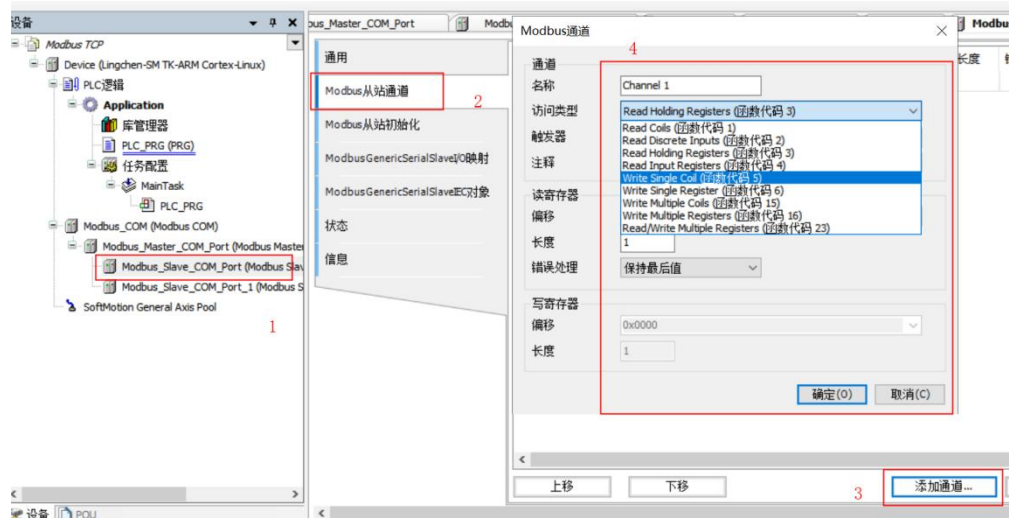 设备
Modbus TCP
Device (Lingchen-SM TK-ARM Cortex-Linux)
PLC逻辑
Application
库管理器
PLC_PRG (PRG)
任务配置
MainTask
PLC_PRG
Modbus_COM (Modbus COM)
Modbus_Master_COM_Port (Modbus Master
Modbus_Slave_COM_Port (Modbus Slav
Modbus_Slave_COM_Port_1 (Modbus S
SoftMotion General Axis Pool
1
设备
POU
ous_Master_COM_Port
Modb
Modbu
通用
Modbus从站通道
2
Modbus从站初始化
ModbusGenericSerialSlaveI/O映射
ModbusGenericSerialSlaveIEC对象
状态
信息
长度
Modbus通道
4
通道
名称
Channel 1
访问类型
Read Holding Registers (函数代码 3)
Read Coils (函数代码 1)
Read Discrete Inputs (函数代码 2)
触发器
Read Holding Registers (函数代码 3)
Read Input Registers (函数代码 4)
注释
Write Single Coil (函数代码 5)
Write Single Register (函数代码 6)
读寄存器
Write Multiple Coils (函数代码 15)
Write Multiple Registers (函数代码 16)
偏移
Read/Write Multiple Registers (函数代码 23)
长度
1
错误处理
保持最后值
写寄存器
偏移
0x0000
长度
1
确定(O)
取消(C)
上移
下移
3
添加通道...